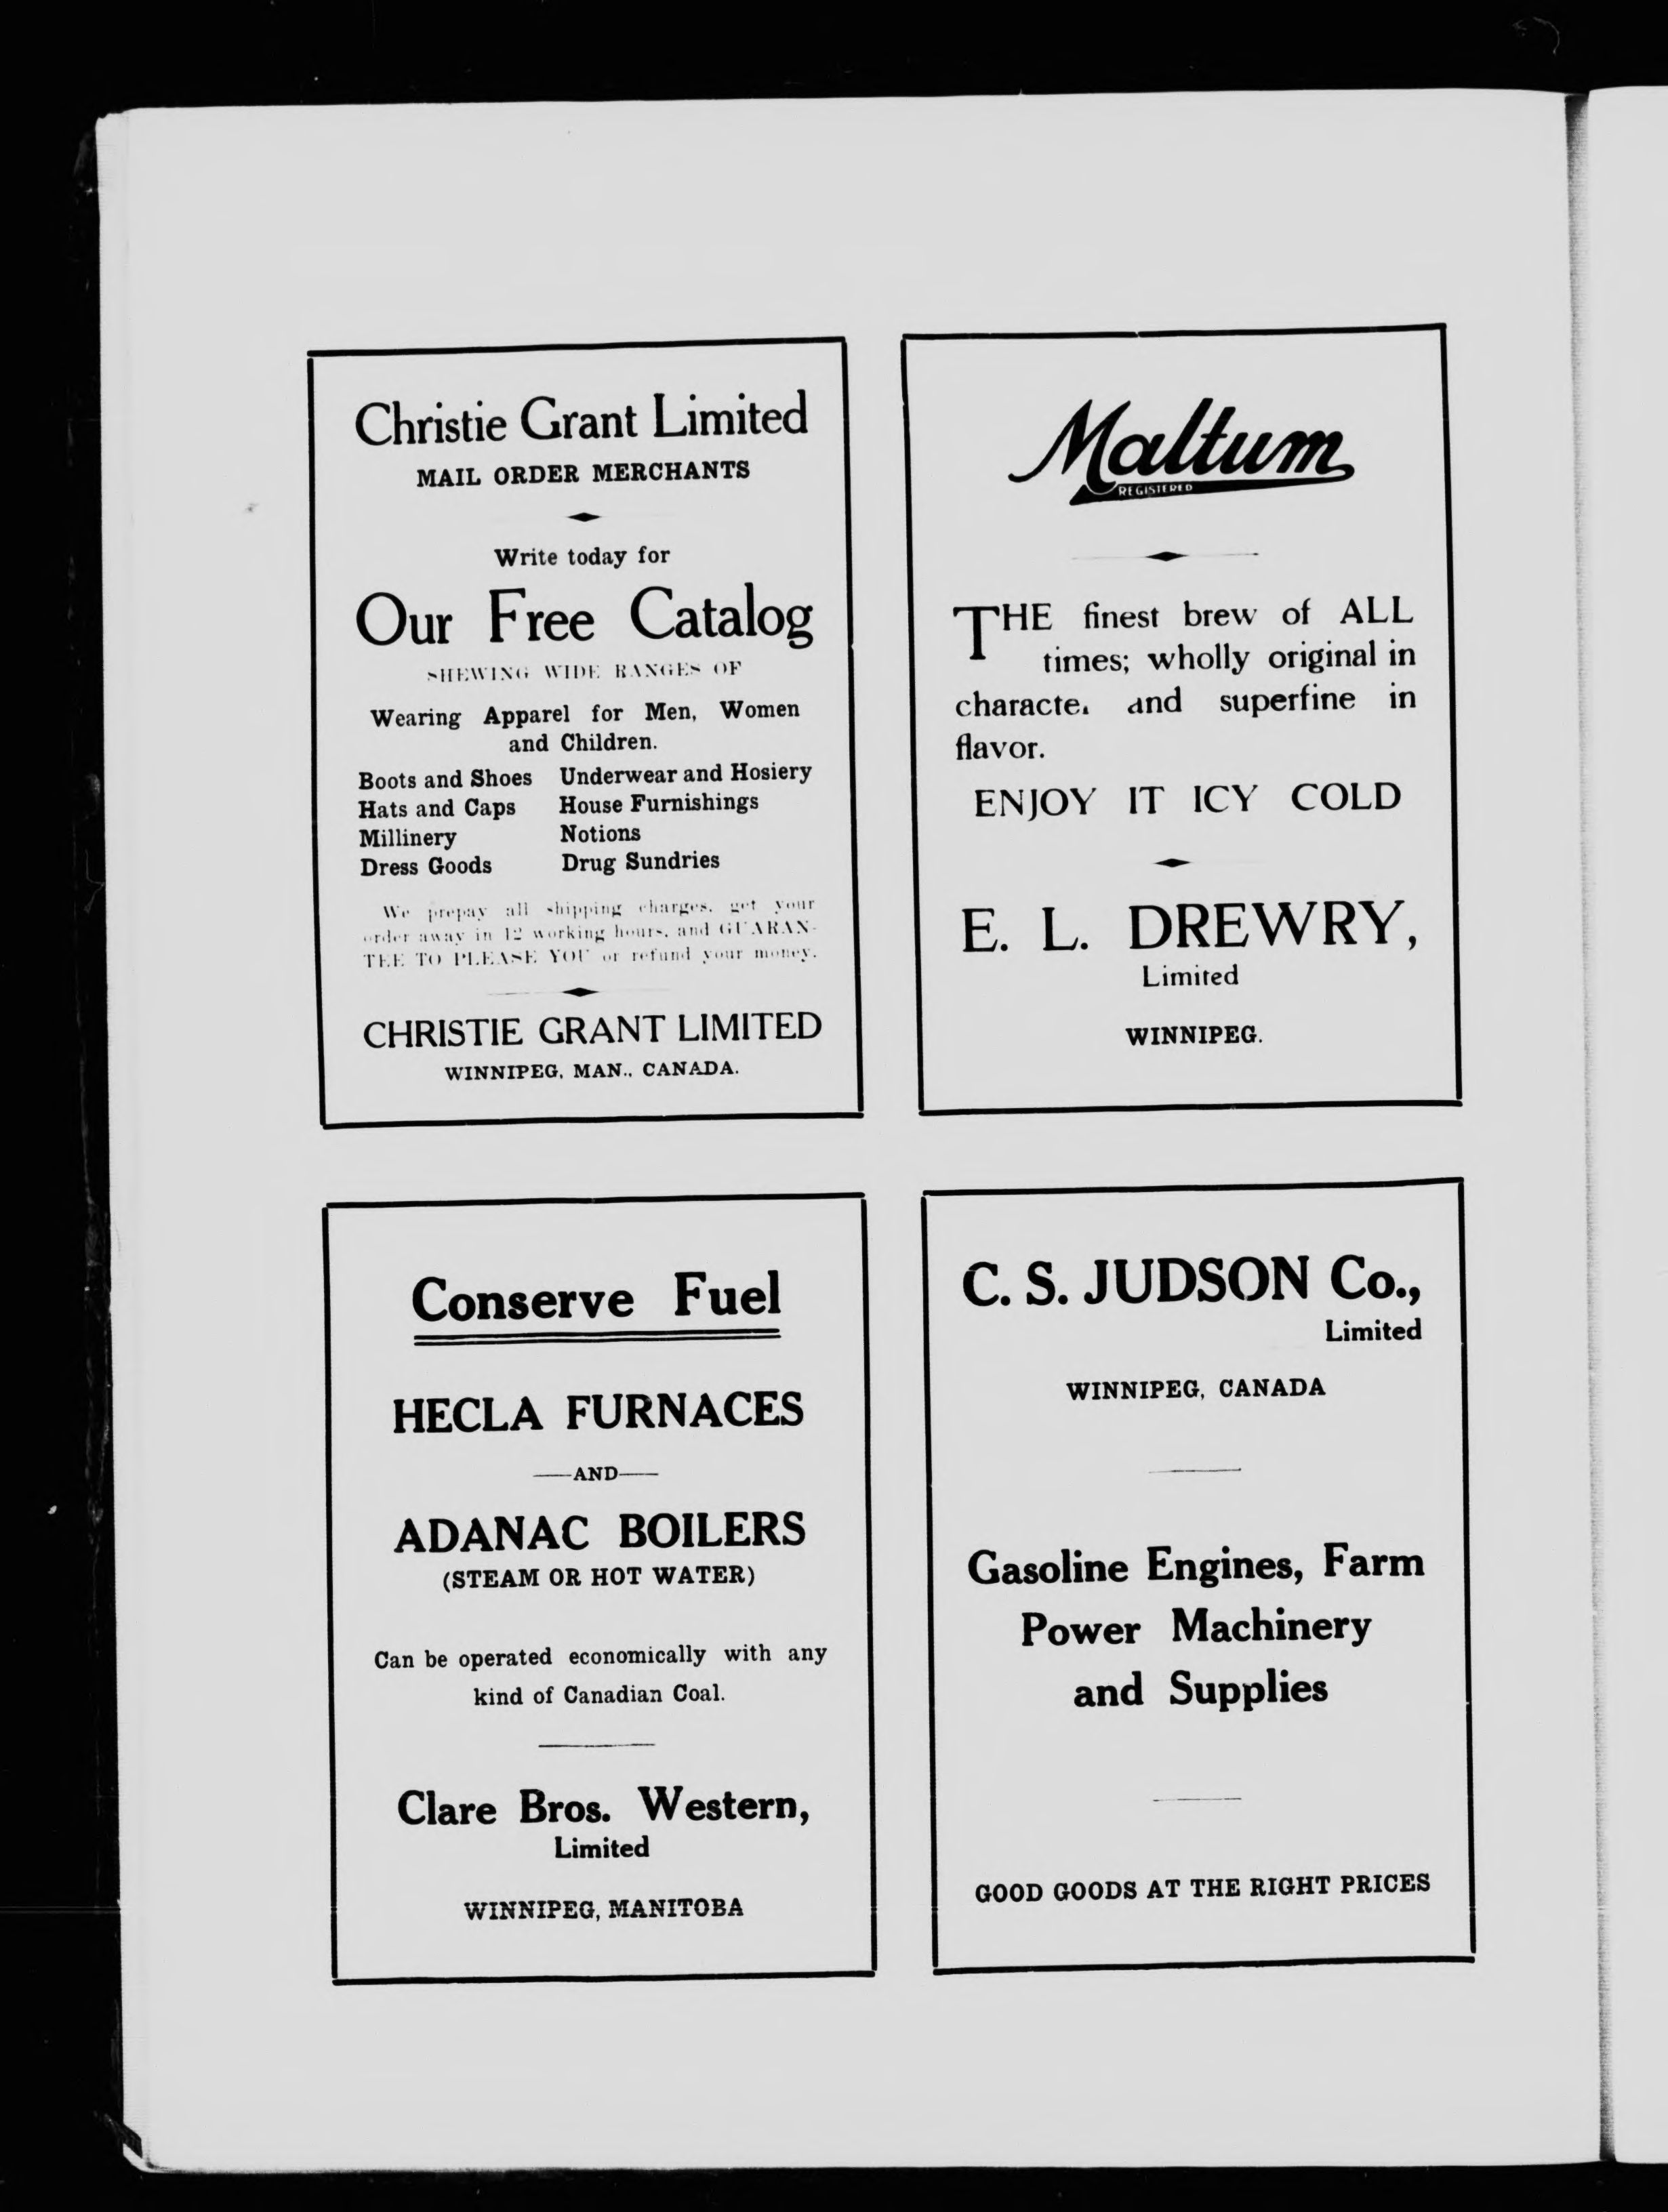 Christie Grant Limited
MAIL ORDER MERCHANTS
Write today for
Our Free Catalog
SHEWING WIDE RANGES OF
Wearing Apparel for Men, Women
and Children.
Boots and Shoes
Hats and Caps
Millinery
Dress Goods
Underwear and Hosiery
House Furnishings
Notions
Drug Sundries
We prepay all shipping charges, get your
order away in 12 working hours, and GUARAN-
TEE TO PLEASE YOU or refund your money.
CHRISTIE GRANT LIMITED
WINNIPEG, MAN., CANADA.
Maltum
REGISTERED
THE finest brew of ALL
times; wholly original in
character and superfine in
flavor.
ENJOY IT ICY COLD
E. L. DREWRY,
Limited
WINNIPEG.
Conserve Fuel
HECLA FURNACES
—AND—
ADANAC BOILERS
(STEAM OR HOT WATER)
Can be operated economically with any
kind of Canadian Coal.
Clare Bros. Western,
Limited
WINNIPEG, MANITOBA
C. S. JUDSON Co.,
Limited
WINNIPEG, CANADA
Gasoline Engines, Farm
Power Machinery
and Supplies
GOOD GOODS AT THE RIGHT PRICES